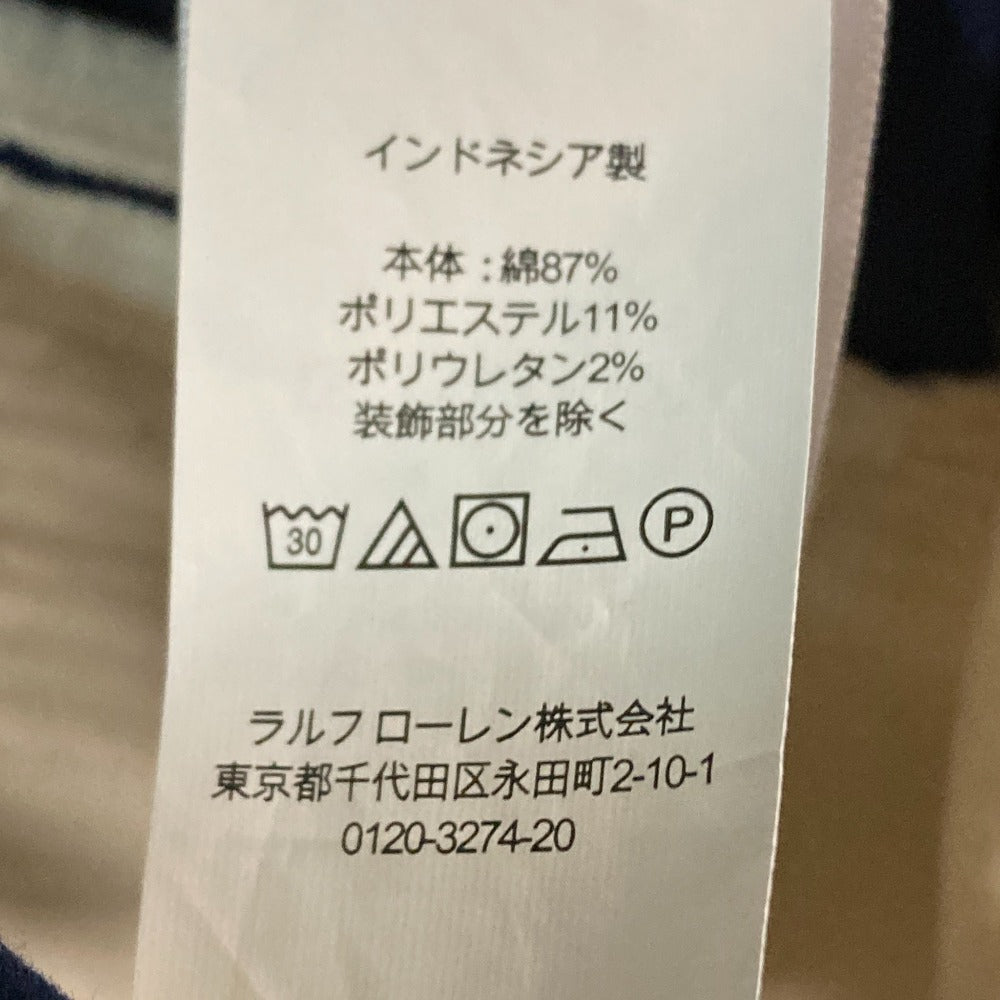 インドネシア製
本体 : 綿87%
ポリエステル11%
ポリウレタン2%
装飾部分を除く
30 P
ラルフ ローレン株式会社
東京都千代田区永田町2-10-1
0120-3274-20